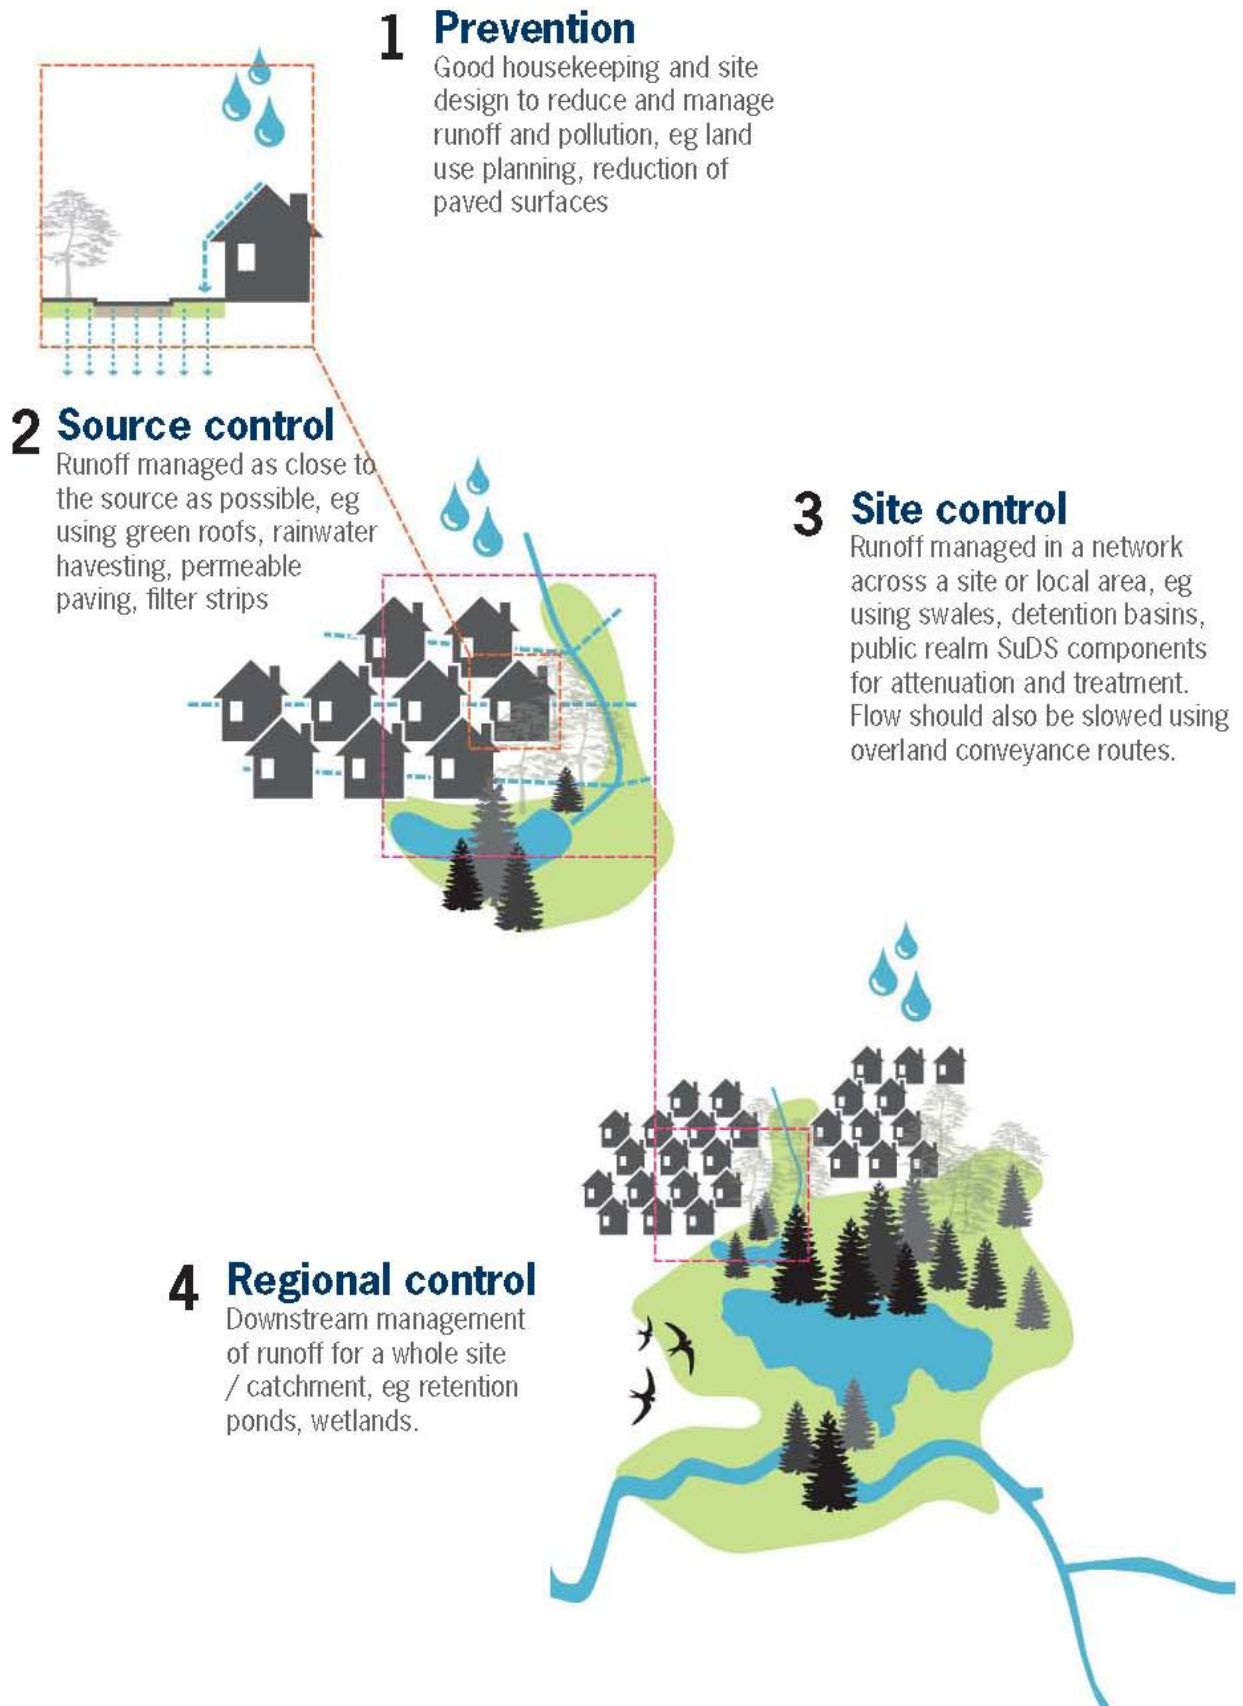 1 Prevention
Good housekeeping and site
design to reduce and manage
runoff and pollution, eg land
use planning, reduction of
paved surfaces
2 Source control
Runoff managed as close to
the source as possible, eg
using green roofs, rainwater
havesting, permeable
paving, filter strips
3 Site control
Runoff managed in a network
across a site or local area, eg
using swales, detention basins,
public realm SuDS components
for attenuation and treatment.
Flow should also be slowed using
overland conveyance routes.
4 Regional control
Downstream management
of runoff for a whole site
/ catchment, eg retention
ponds, wetlands.